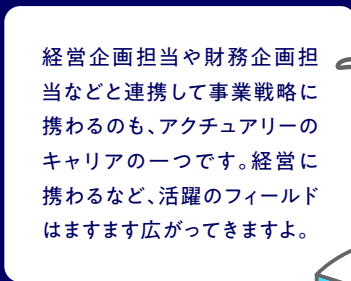 経営企画担当や財務企画担
当などと連携して事業戦略に
携わるのも、アクチュアリーの
キャリアの一つです。経営に
携わるなど、活躍のフィールド
はますます広がってきますよ。